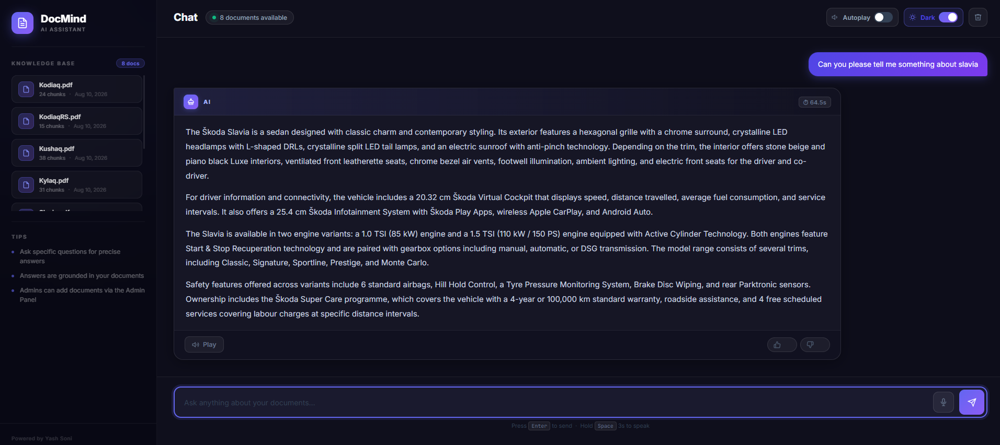 DocMind
AI ASSISTANT
KNOWLEDGE BASE
8 docs
Kodiaq.pdf
24 chunks · Aug 10, 2026
KodiaqRS.pdf
15 chunks · Aug 10, 2026
Kushaq.pdf
38 chunks · Aug 10, 2026
Kylaq.pdf
31 chunks · Aug 10, 2026
TIPS
Ask specific questions for precise
answers
Answers are grounded in your documents
Admins can add documents via the Admin
Panel
Powered by Yash Soni
Chat
8 documents available
Autoplay
Dark
Can you please tell me something about slavia
AI
64.5s
The Škoda Slavia is a sedan designed with classic charm and contemporary styling. Its exterior features a hexagonal grille with a chrome surround, crystalline LED
headlamps with L-shaped DRLs, crystalline split LED tail lamps, and an electric sunroof with anti-pinch technology. Depending on the trim, the interior offers stone beige and
piano black Luxe interiors, ventilated front leatherette seats, chrome bezel air vents, footwell illumination, ambient lighting, and electric front seats for the driver and co-
driver.
For driver information and connectivity, the vehicle includes a 20.32 cm Škoda Virtual Cockpit that displays speed, distance travelled, average fuel consumption, and service
intervals. It also offers a 25.4 cm Škoda Infotainment System with Škoda Play Apps, wireless Apple CarPlay, and Android Auto.
The Slavia is available in two engine variants: a 1.0 TSI (85 kW) engine and a 1.5 TSI (110 kW / 150 PS) engine equipped with Active Cylinder Technology. Both engines feature
Start & Stop Recuperation technology and are paired with gearbox options including manual, automatic, or DSG transmission. The model range consists of several trims,
including Classic, Signature, Sportline, Prestige, and Monte Carlo.
Safety features offered across variants include 6 standard airbags, Hill Hold Control, a Tyre Pressure Monitoring System, Brake Disc Wiping, and rear Parktronic sensors.
Ownership includes the Škoda Super Care programme, which covers the vehicle with a 4-year or 100,000 km standard warranty, roadside assistance, and 4 free scheduled
services covering labour charges at specific distance intervals.
Play
Ask anything about your documents...
Press Enter to send · Hold Space 3s to speak